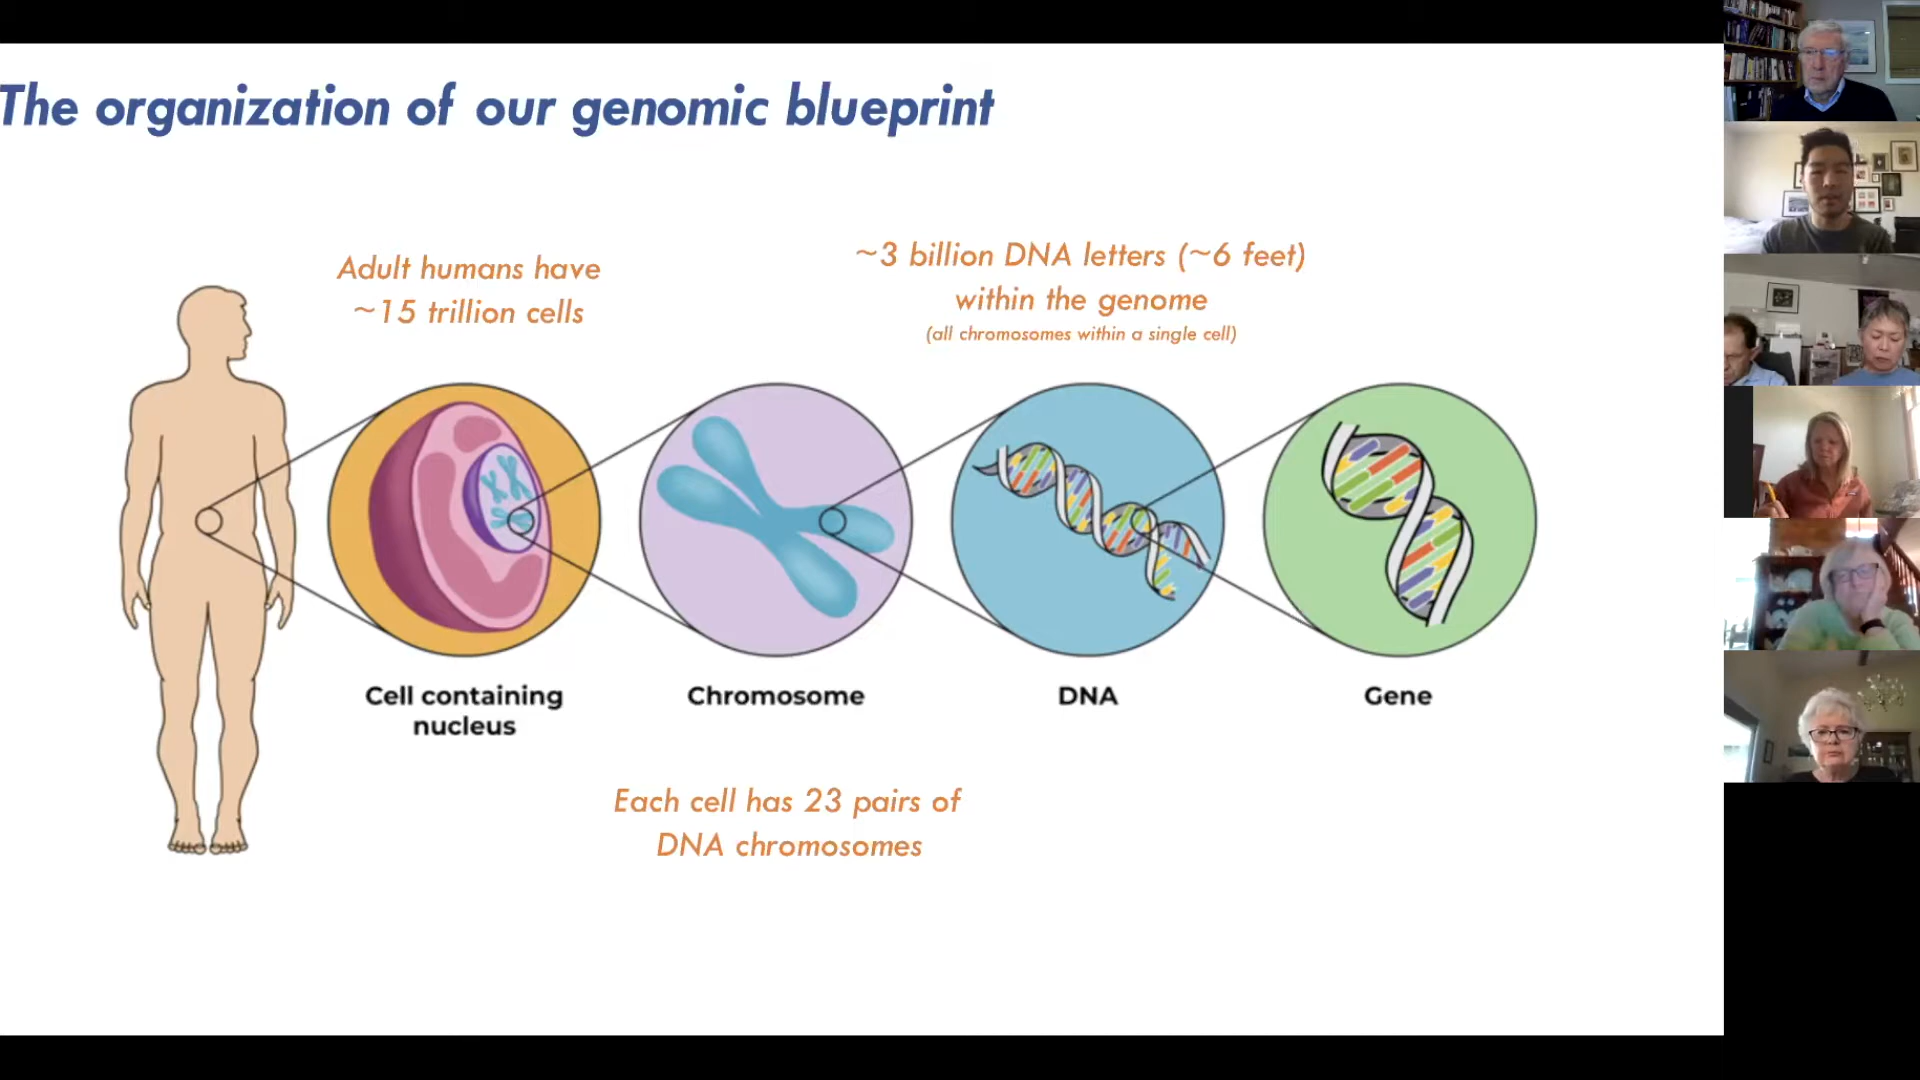 The organization of our genomic blueprint
Adult humans have
~15 trillion cells
~3 billion DNA letters (~6 feet)
within the genome
(all chromosomes within a single cell)
Cell containing
nucleus
Chromosome
DNA
Gene
Each cell has 23 pairs of
DNA chromosomes